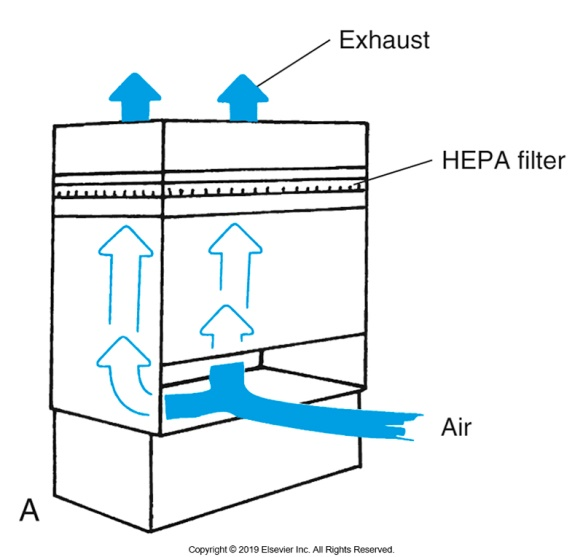 Exhaust
HEPA filter
Air
A
Copyright © 2019 Elsevier Inc. All Rights Reserved.